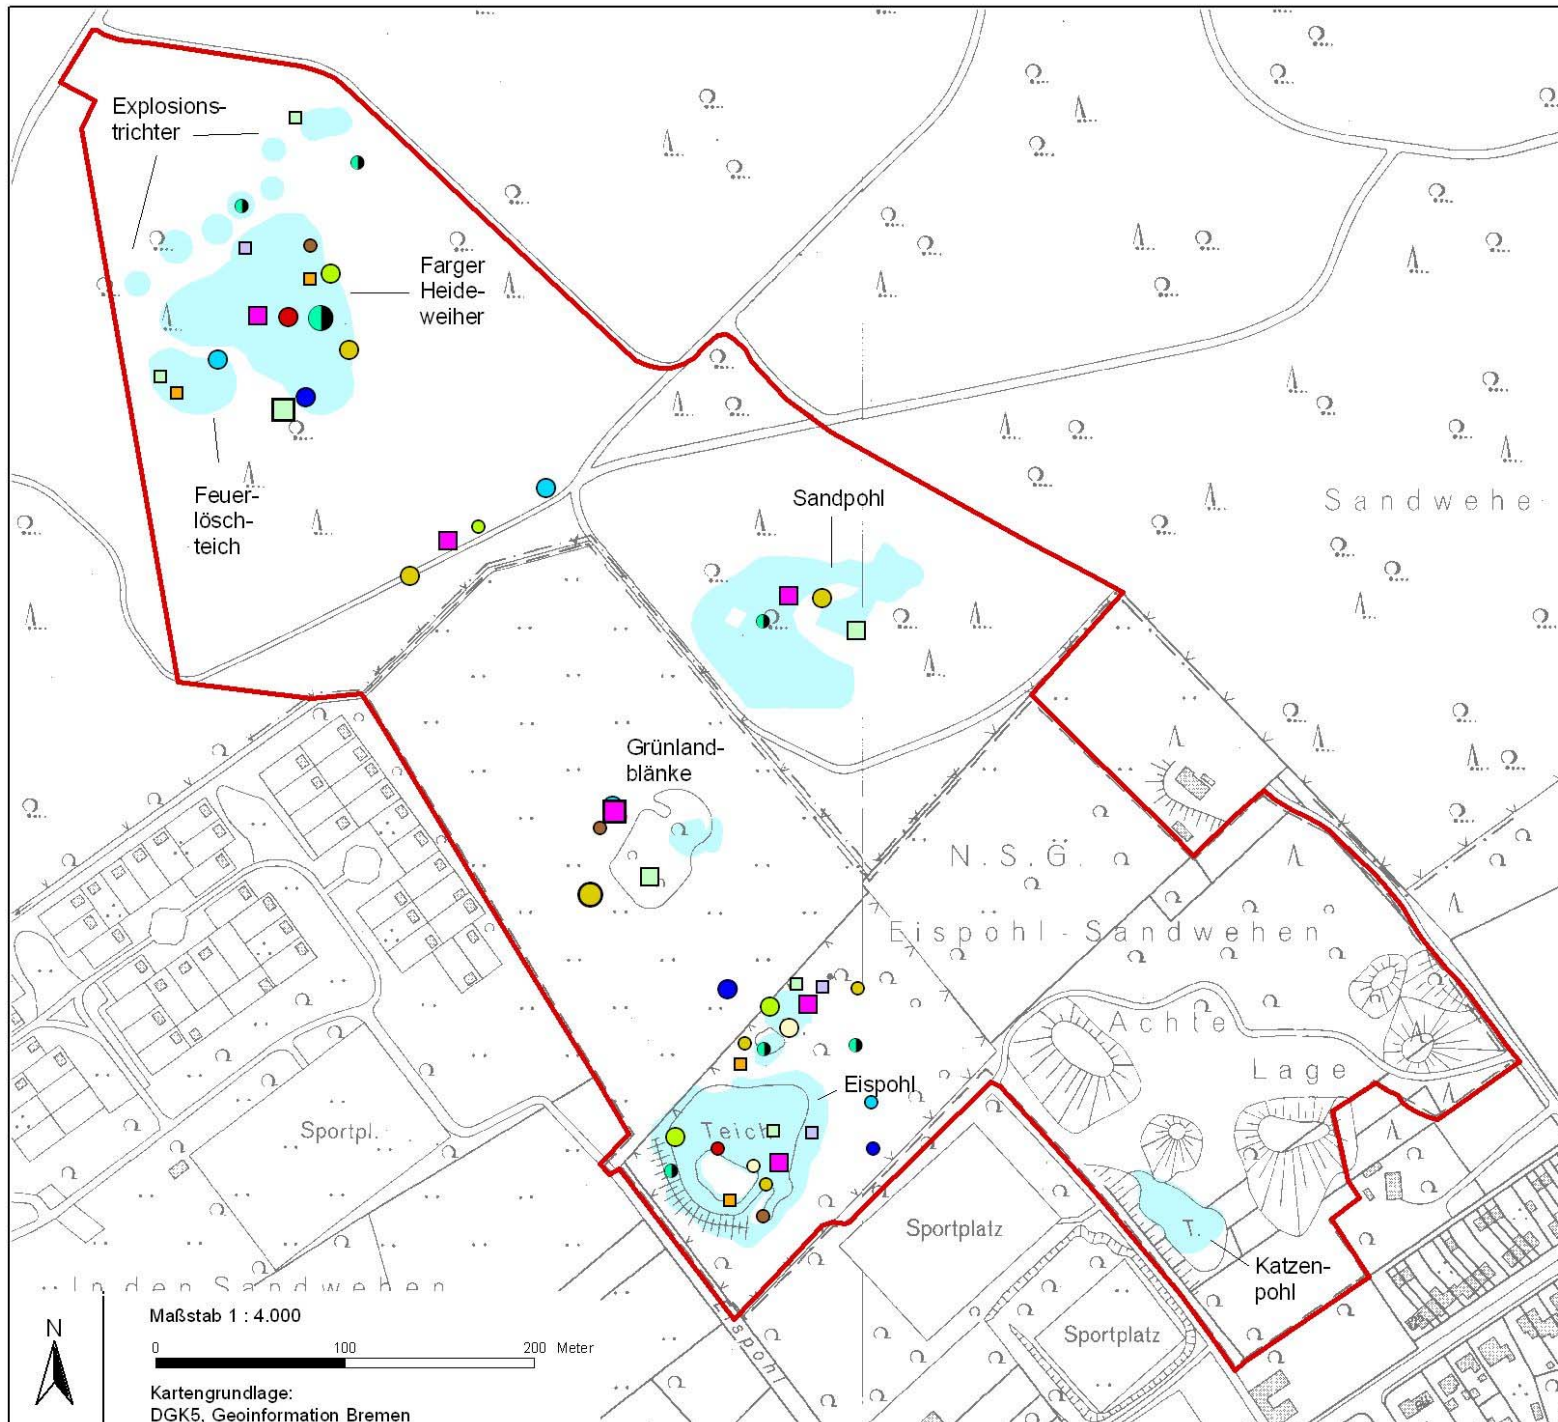 Explosions-
trichter
Farger
Heide-
weiher
Feuer-
lösch-
teich
Sandpohl
Sandwehe
Grünland-
blänke
N.S.G.
Eispohl-Sandwehen
Achte
Lage
Eispohl
Teich
Sportpl.
Sportplatz
T.
Katzen-
pohl
Sportplatz
In den Sandwehen
Eispohl
N
Maßstab 1 : 4.000
0 100 200 Meter
Kartengrundlage:
DGK5, Geoinformation Bremen